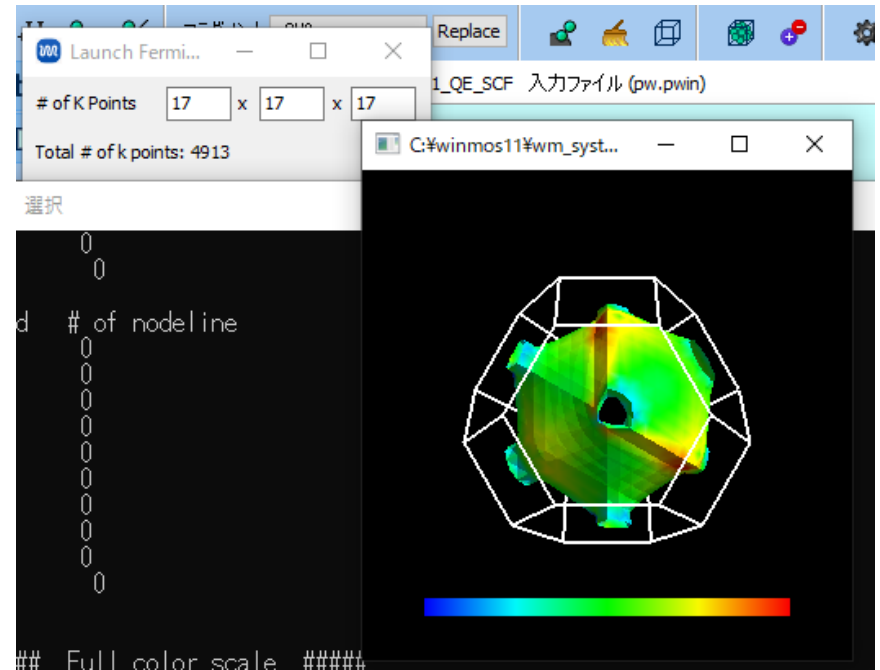 Replace
Launch Fermi...
1_QE_SCF 入力ファイル (pw.pwin)
# of K Points 17 x 17 x 17
Total # of k points: 4913
C:¥winmos11¥wm_syst...
選択
0
0
d # of nodeline
0
0
0
0
0
0
0
0
0
0
## Full color scale #####